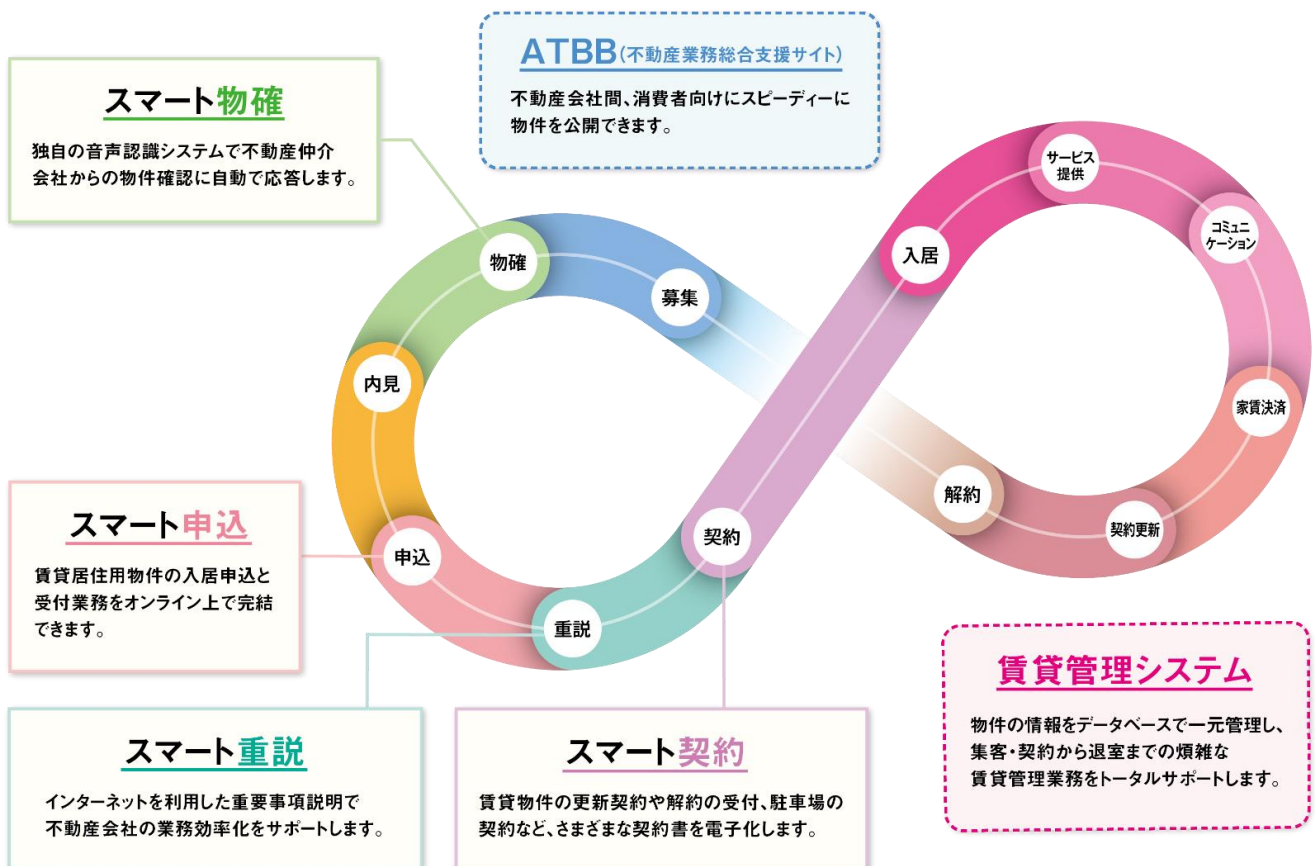 ATBB(不動産業務総合支援サイト)
不動産会社間、消費者向けにスピーディーに
物件を公開できます。
スマート物確
独自の音声認識システムで不動産仲介
会社からの物件確認に自動で応答します。
サービス
提供
コミュニ
ケーション
入居
物確
募集
内見
家賃決済
解約
契約更新
契約
申込
重説
スマート申込
賃貸居住用物件の入居申込と
受付業務をオンライン上で完結
できます。
スマート重説
インターネットを利用した重要事項説明で
不動産会社の業務効率化をサポートします。
スマート契約
賃貸物件の更新契約や解約の受付、駐車場の
契約など、さまざまな契約書を電子化します。
賃貸管理システム
物件の情報をデータベースで一元管理し、
集客・契約から退室までの煩雑な
賃貸管理業務をトータルサポートします。